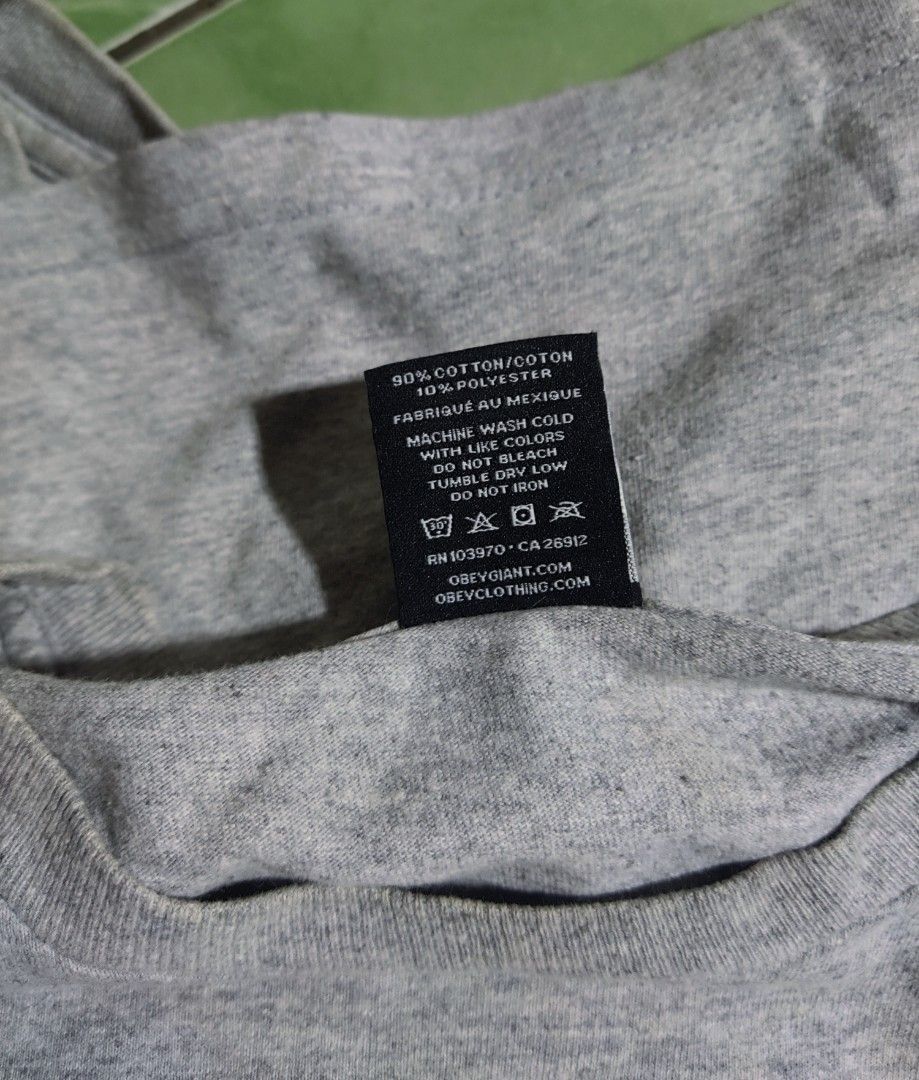 90% COTTON/COTON
10% POLYESTER
FABRIQUÉ AU MEXIQUE
MACHINE WASH COLD
WITH LIKE COLORS
DO NOT BLEACH
TUMBLE DRY LOW
DO NOT IRON
30°
RN 103970 • CA 26912
OBEYGIANT.COM
OBEYCLOTHING.COM